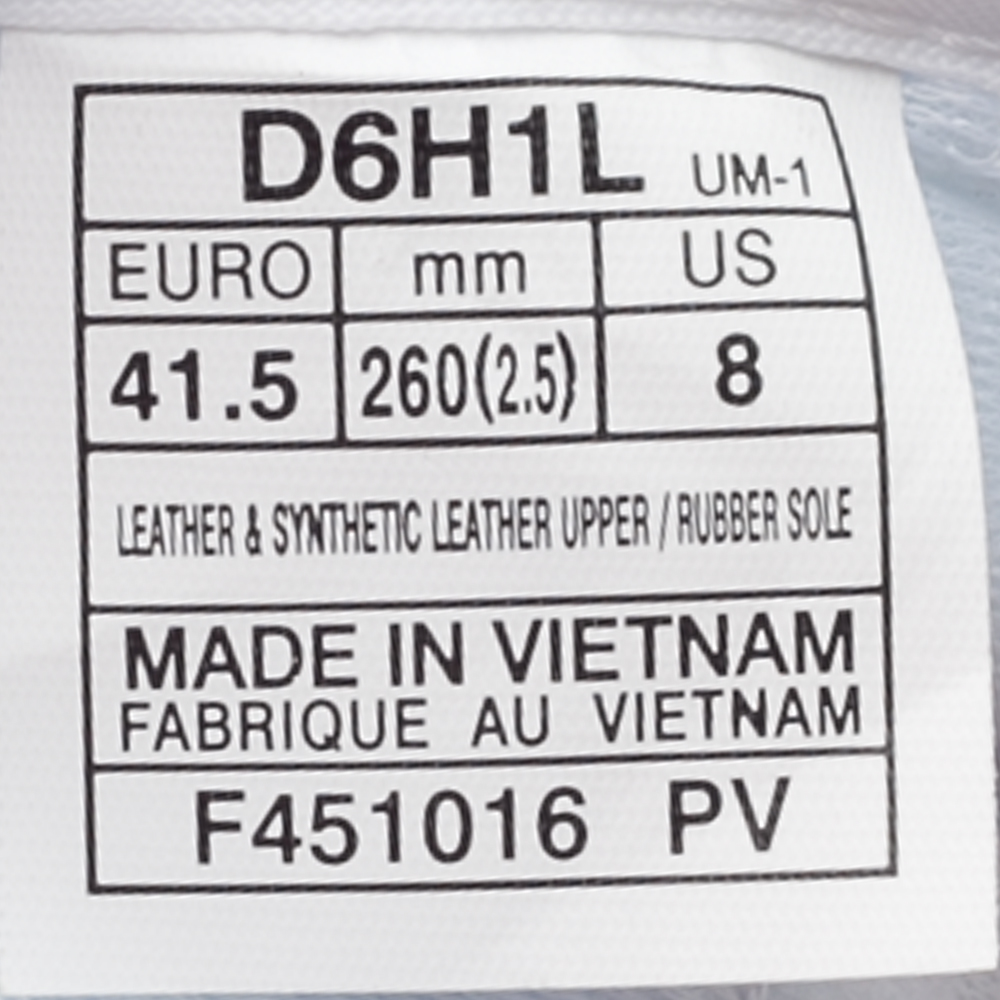 D6H1L UM-1
EURO mm US
41.5 260(2.5) 8
LEATHER & SYNTHETIC LEATHER UPPER / RUBBER SOLE
MADE IN VIETNAM
FABRIQUE AU VIETNAM
F451016 PV